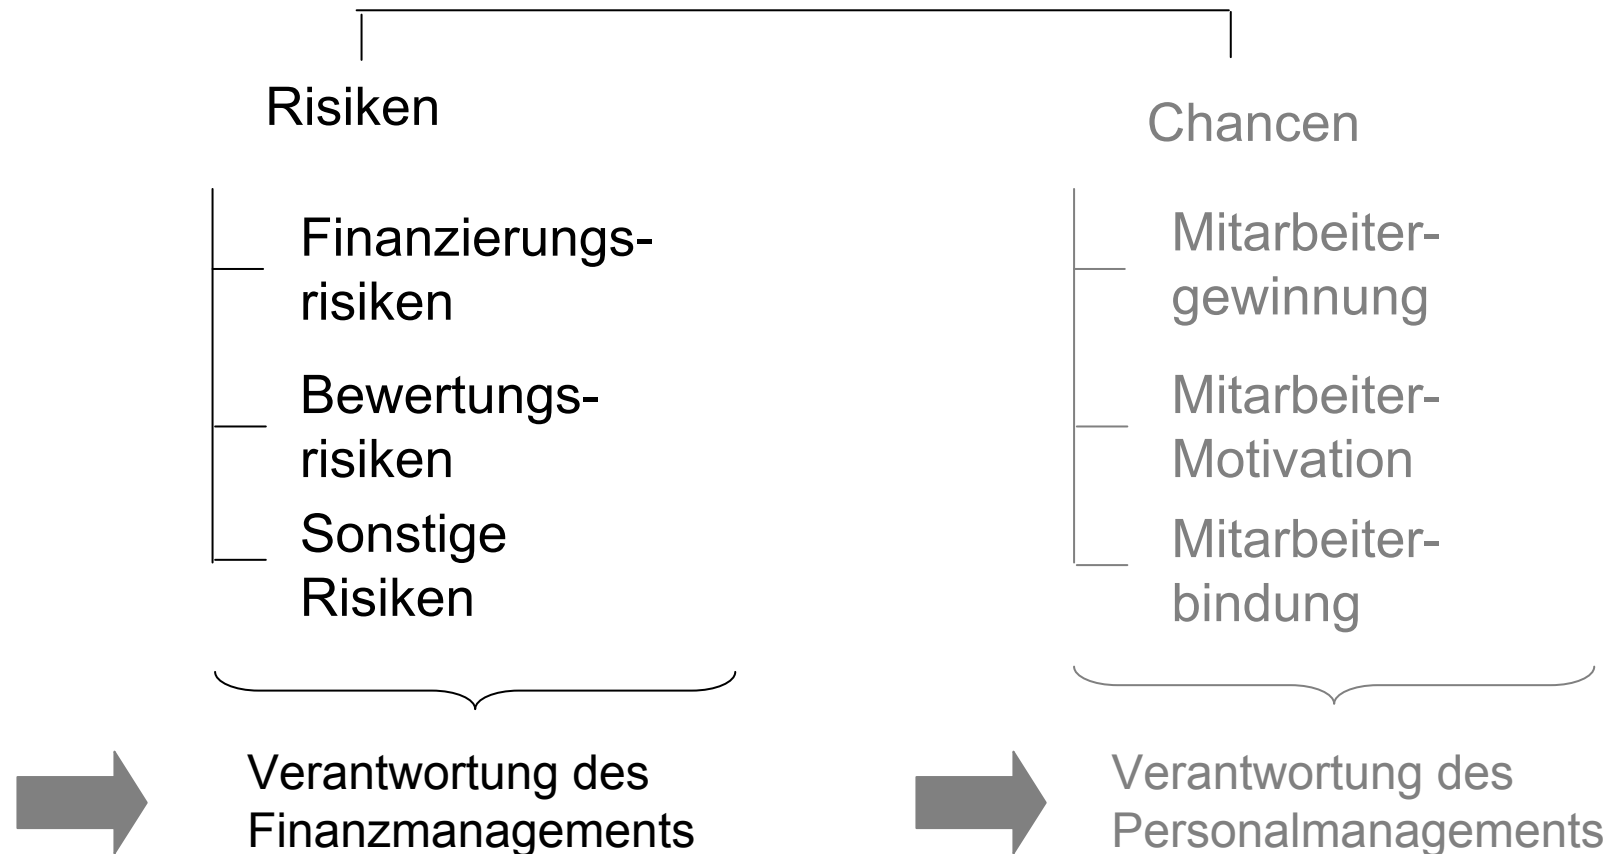 Risiken
Finanzierungs-
risiken
Bewertungs-
risiken
Sonstige
Risiken
Verantwortung des
Finanzmanagements
Chancen
Mitarbeiter-
gewinnung
Mitarbeiter-
Motivation
Mitarbeiter-
bindung
Verantwortung des
Personalmanagements